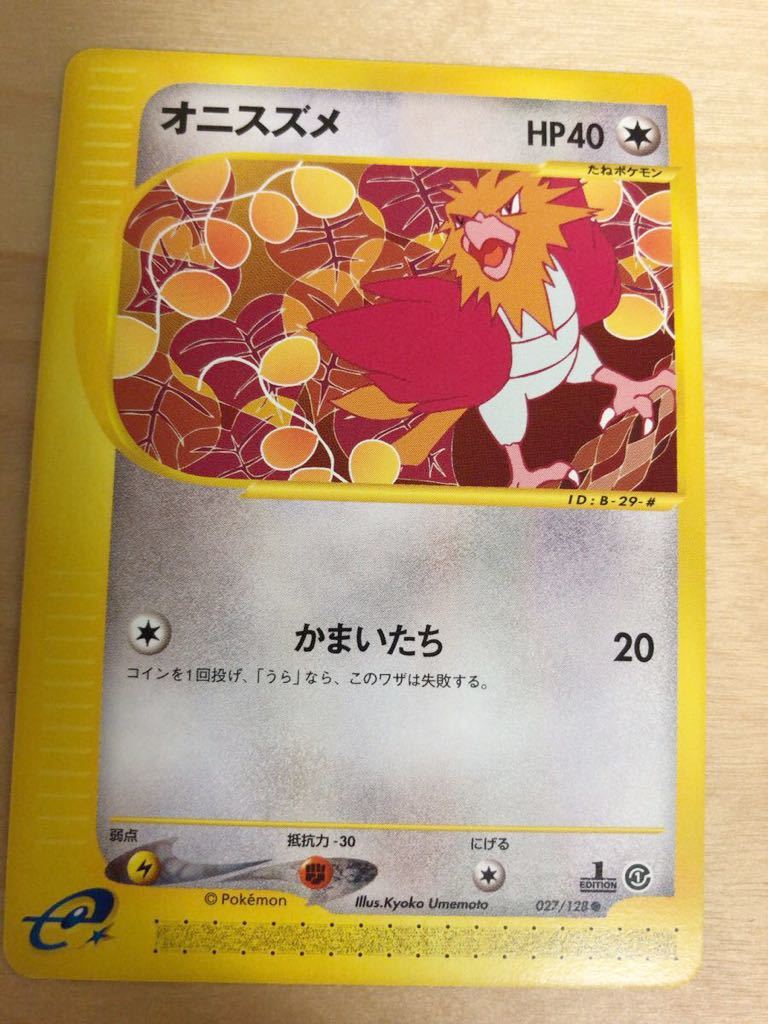 オニスズメ
HP40
たねポケモン
ID:B-29-#
かまいたち
20
コインを1回投げ、「うら」なら、このワザは失敗する。
弱点
抵抗力 -30
にげる
1
EDITION
© Pokémon
Illus.Kyoko Umemoto
027/128 ●
e